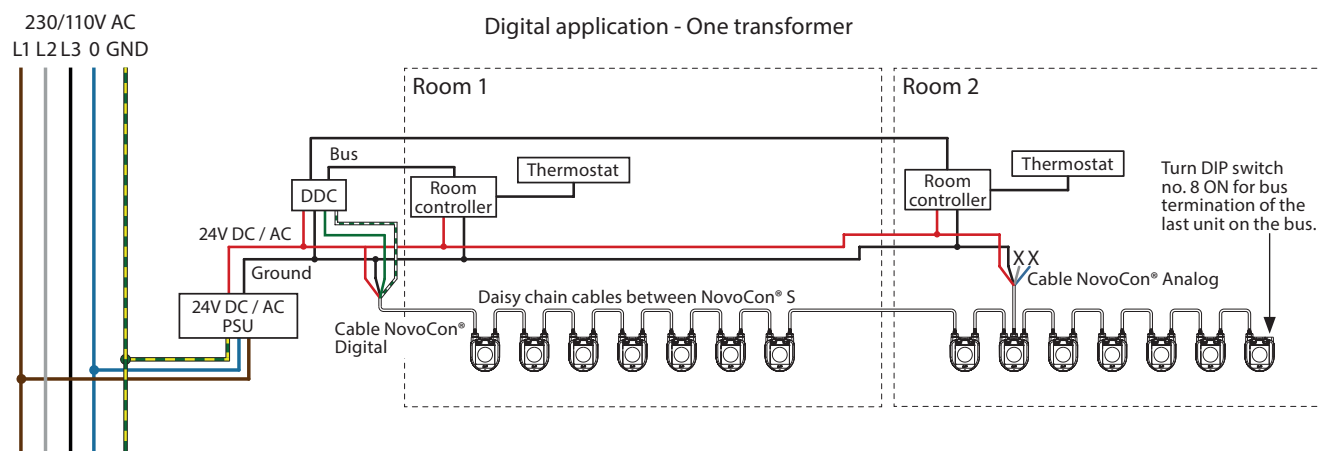 230/110V AC
L1 L2 L3 0 GND
Digital application - One transformer
Room 1
Room 2
Bus
Thermostat
Thermostat
DDC
Room
controller
Room
controller
Turn DIP switch
no. 8 ON for bus
termination of the
last unit on the bus.
24V DC / AC
Ground
X X
Cable NovoCon® Analog
24V DC / AC
PSU
Daisy chain cables between NovoCon® S
Cable NovoCon®
Digital